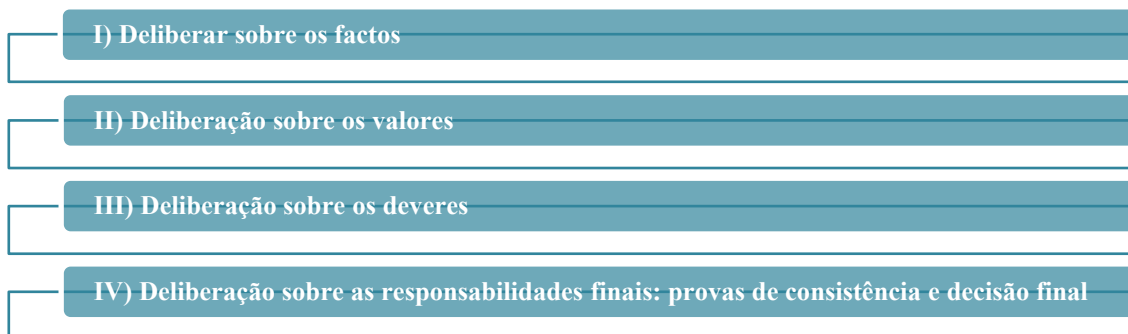 I) Deliberar sobre os factos
II) Deliberação sobre os valores
III) Deliberação sobre os deveres
IV) Deliberação sobre as responsabilidades finais: provas de consistência e decisão final